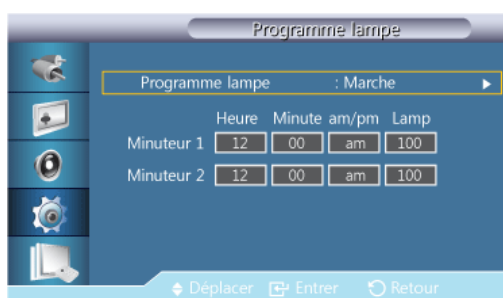 Programme lampe
Programme lampe : Marche
Heure Minute am/pm Lamp
Minuteur 1 12 00 am 100
Minuteur 2 12 00 am 100
Déplacer Entrer Retour